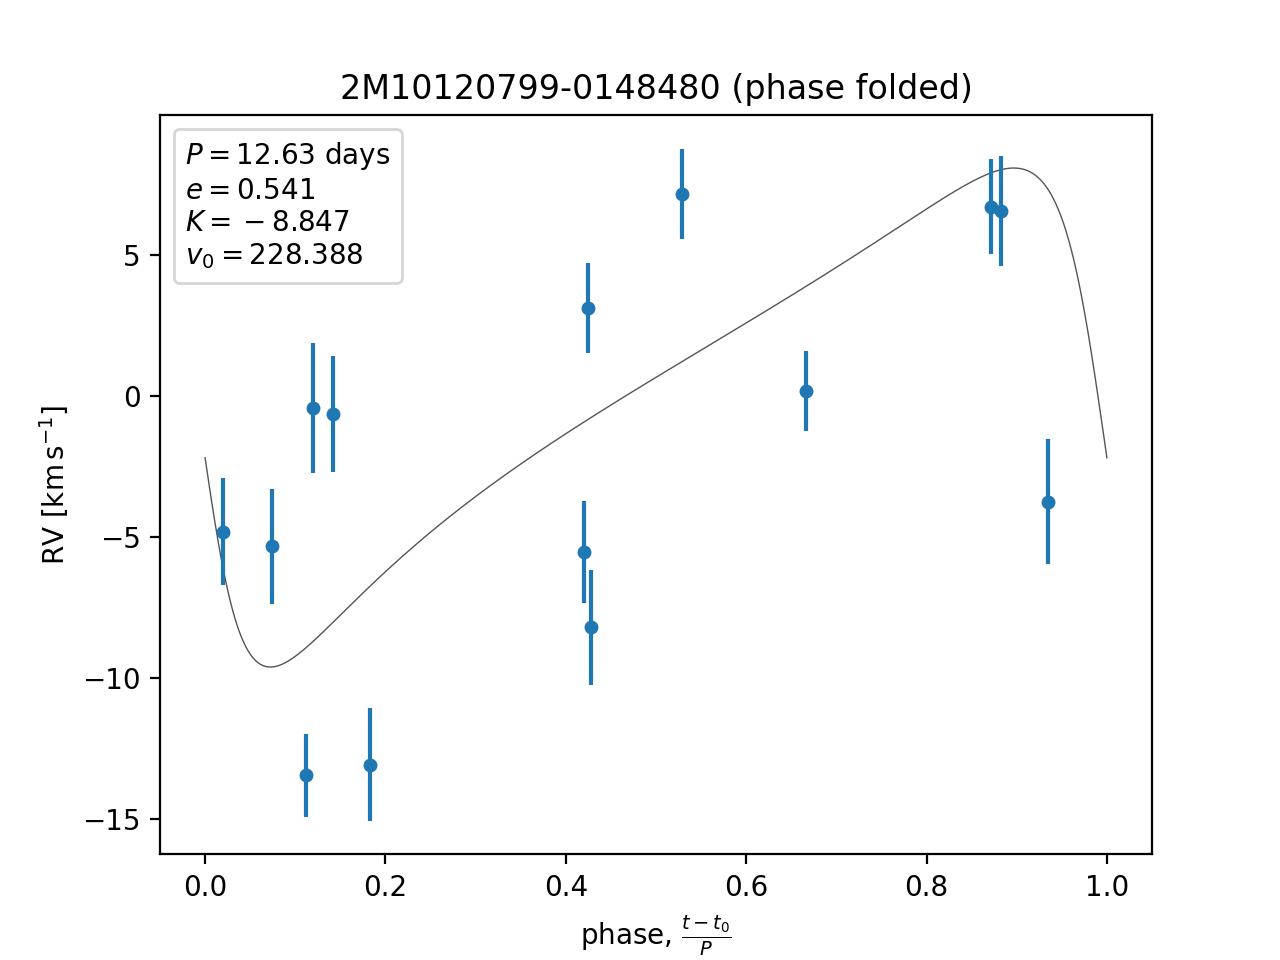 2M10120799-0148480 (phase folded)
P = 12.63 days
e = 0.541
K = −8.847
v₀ = 228.388
RV [km s⁻¹]
5
0
−5
−10
−15
0.0 0.2 0.4 0.6 0.8 1.0
phase, (t − t₀)/P